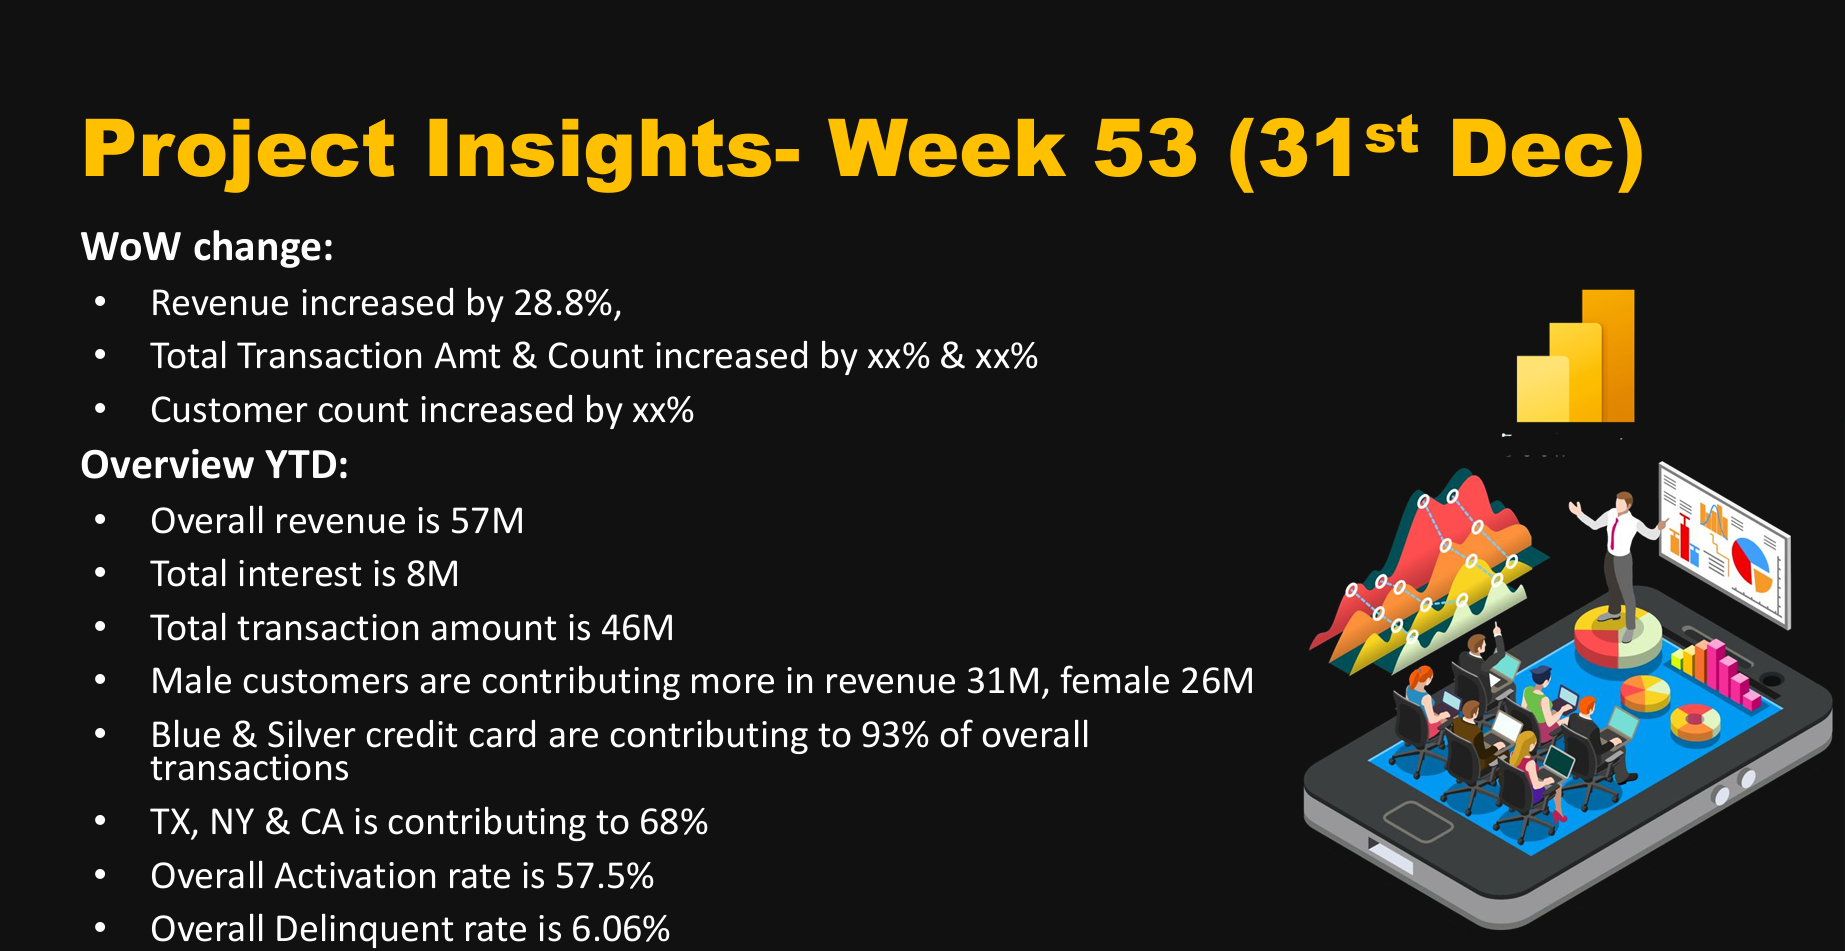 Project Insights- Week 53 (31st Dec)
WoW change:
• Revenue increased by 28.8%,
• Total Transaction Amt & Count increased by xx% & xx%
• Customer count increased by xx%
Overview YTD:
• Overall revenue is 57M
• Total interest is 8M
• Total transaction amount is 46M
• Male customers are contributing more in revenue 31M, female 26M
• Blue & Silver credit card are contributing to 93% of overall
transactions
• TX, NY & CA is contributing to 68%
• Overall Activation rate is 57.5%
• Overall Delinquent rate is 6.06%